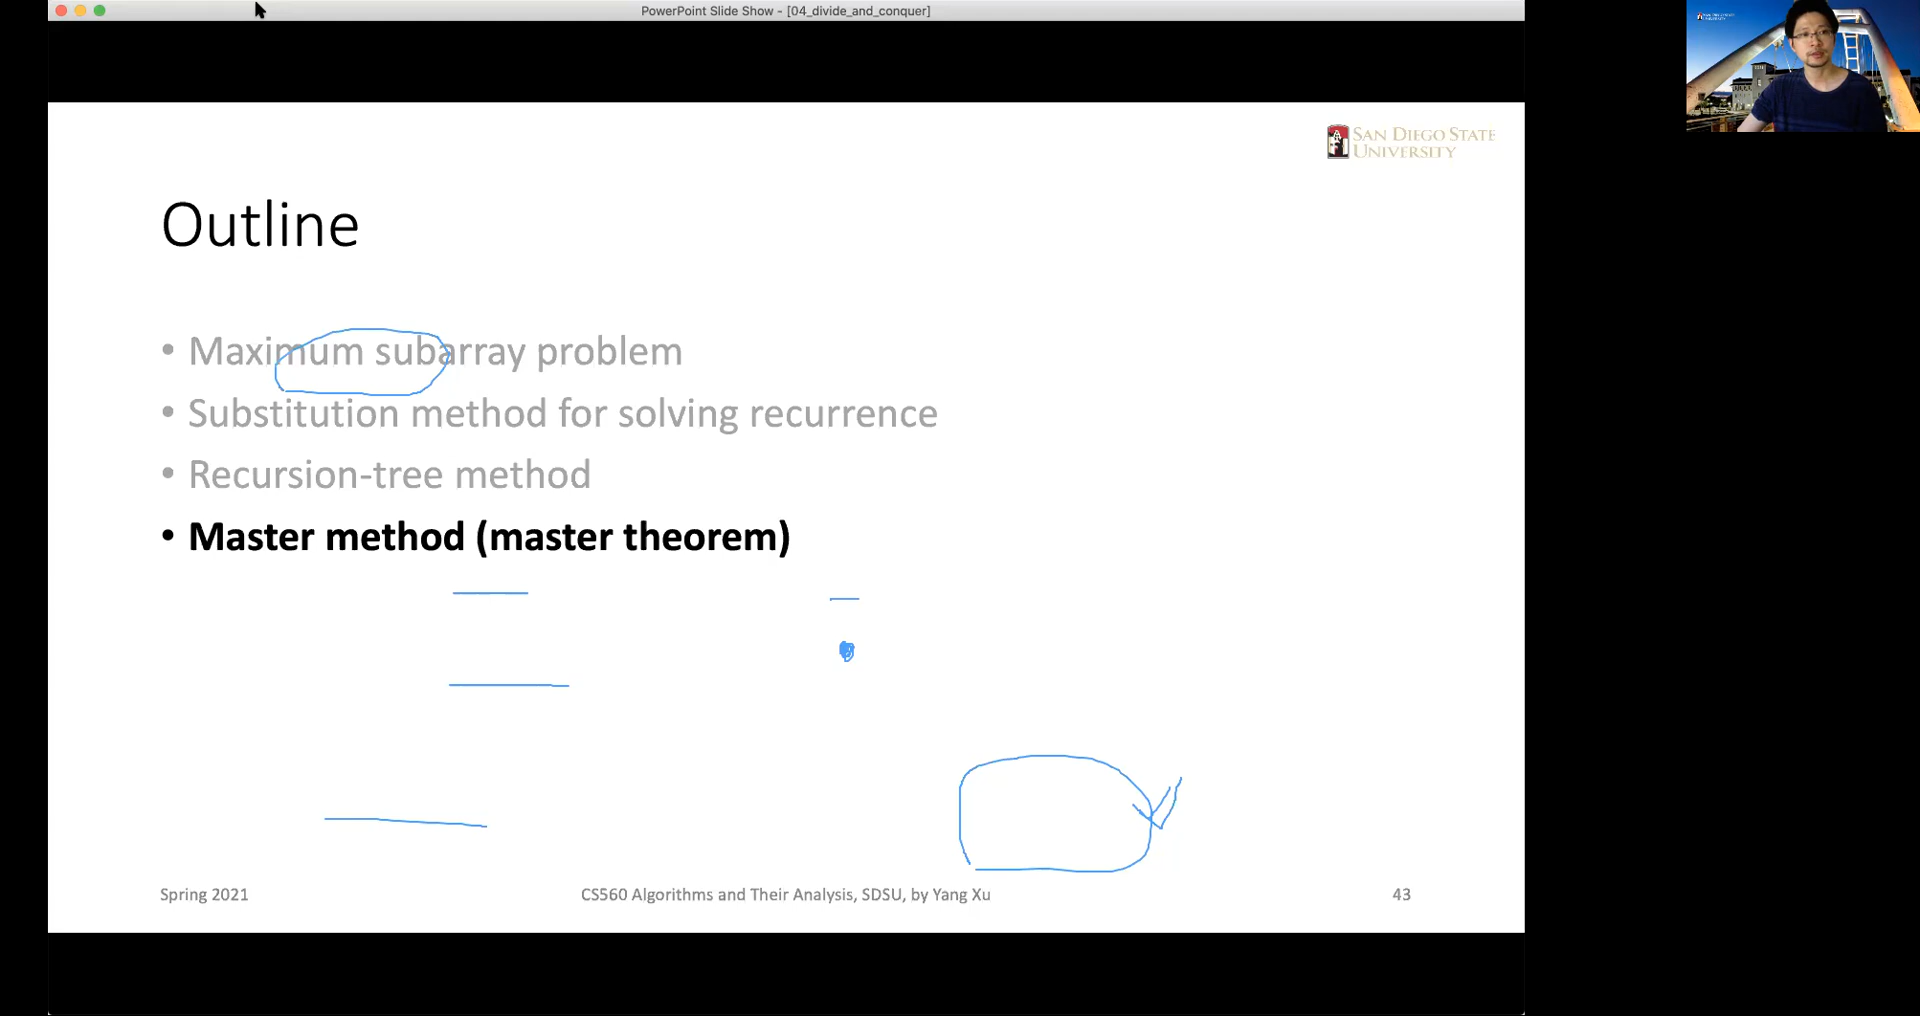 PowerPoint Slide Show - [04_divide_and_conquer]
SAN DIEGO STATE
UNIVERSITY
Outline
• Maximum subarray problem
• Substitution method for solving recurrence
• Recursion-tree method
• Master method (master theorem)
Spring 2021
CS560 Algorithms and Their Analysis, SDSU, by Yang Xu
43